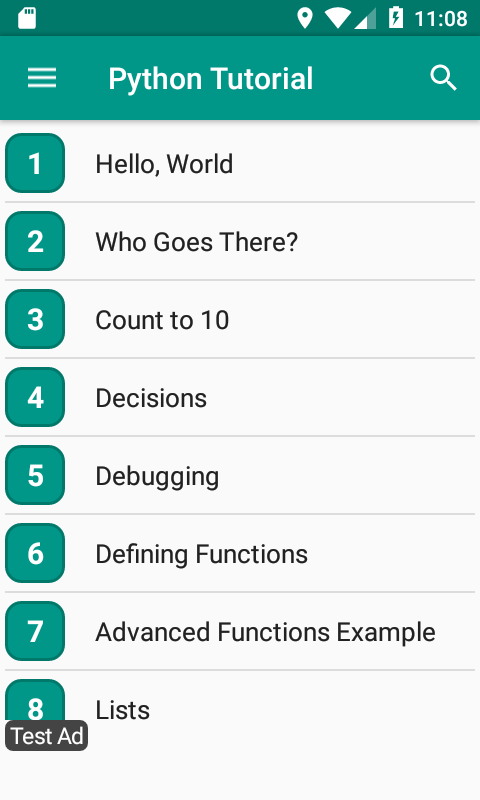 11:08
Python Tutorial
1 Hello, World
2 Who Goes There?
3 Count to 10
4 Decisions
5 Debugging
6 Defining Functions
7 Advanced Functions Example
8 Lists
Test Ad